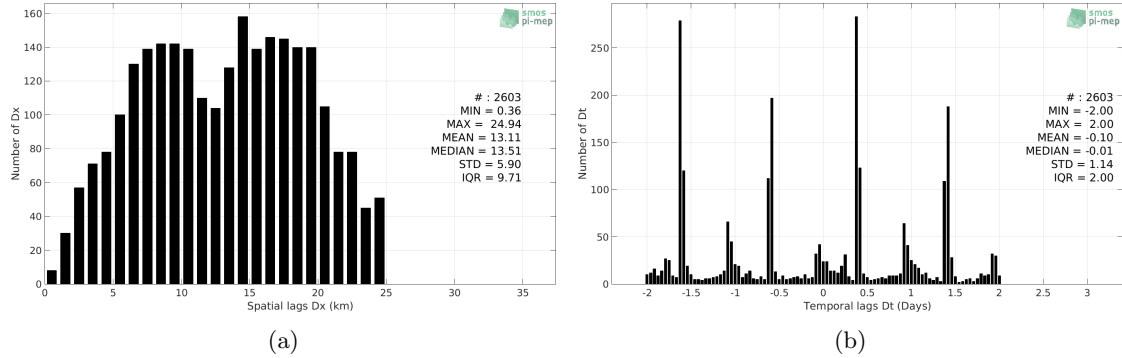 160
140
120
100
80
60
40
20
0
Number of Dx
0 5 10 15 20 25 30 35
Spatial lags Dx (km)
smos
pi-mep
# : 2603
MIN = 0.36
MAX = 24.94
MEAN = 13.11
MEDIAN = 13.51
STD = 5.90
IQR = 9.71
(a)
250
200
150
100
50
0
Number of Dt
-2 -1.5 -1 -0.5 0 0.5 1 1.5 2 2.5 3
Temporal lags Dt (Days)
smos
pi-mep
# : 2603
MIN = -2.00
MAX = 2.00
MEAN = -0.10
MEDIAN = -0.01
STD = 1.14
IQR = 2.00
(b)